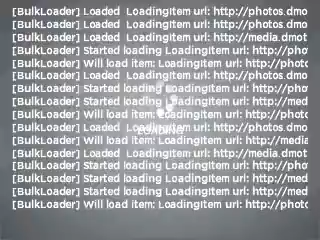 [BulkLoader] Loaded LoadingItem url: http://photos.dmo
[BulkLoader] Loaded LoadingItem url: http://photos.dmo
[BulkLoader] Loaded LoadingItem url: http://media.dmot
[BulkLoader] Started loading LoadingItem url: http://phot
[BulkLoader] Will load item: LoadingItem url: http://photo
[BulkLoader] Loaded LoadingItem url: http://photos.dmo
[BulkLoader] Started loading LoadingItem url: http://phot
[BulkLoader] Started loading LoadingItem url: http://med
[BulkLoader] Will load item: LoadingItem url: http://photo
[BulkLoader] Loaded LoadingItem url: http://photos.dmo
[BulkLoader] Will load item: LoadingItem url: http://media
[BulkLoader] Loaded LoadingItem url: http://media.dmot
[BulkLoader] Started loading LoadingItem url: http://phot
[BulkLoader] Started loading LoadingItem url: http://med
[BulkLoader] Started loading LoadingItem url: http://med
[BulkLoader] Will load item: LoadingItem url: http://photo